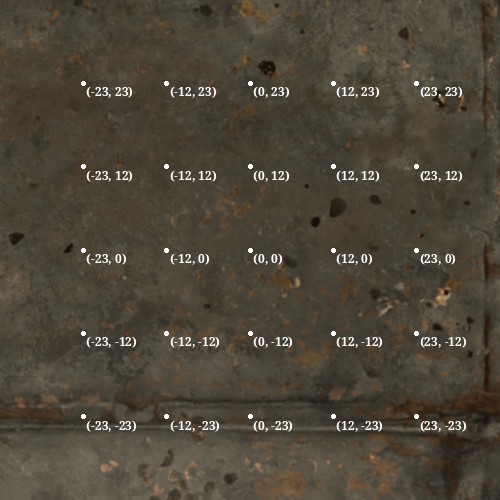 (-23, 23) (-12, 23) (0, 23) (12, 23) (23, 23)
(-23, 12) (-12, 12) (0, 12) (12, 12) (23, 12)
(-23, 0) (-12, 0) (0, 0) (12, 0) (23, 0)
(-23, -12) (-12, -12) (0, -12) (12, -12) (23, -12)
(-23, -23) (-12, -23) (0, -23) (12, -23) (23, -23)